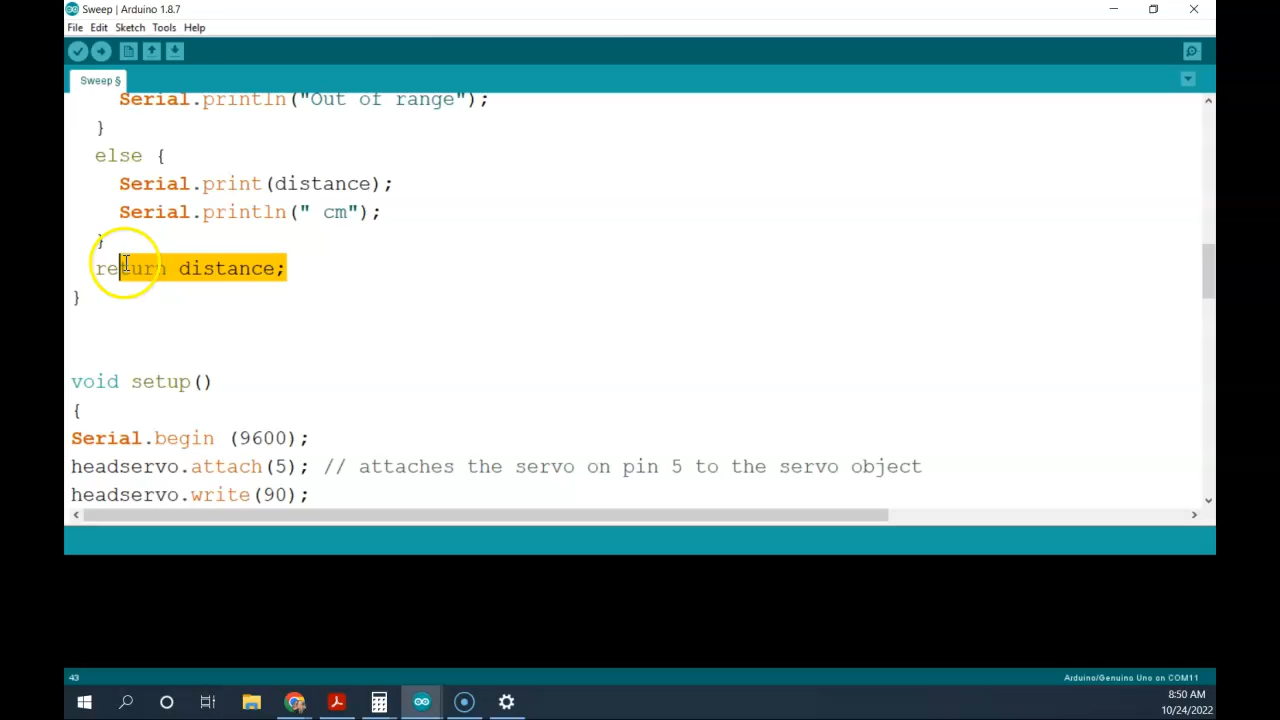 Sweep | Arduino 1.8.7
File Edit Sketch Tools Help
Sweep §
Serial.println("Out of range");
}
else {
Serial.print(distance);
Serial.println(" cm");
}
return distance;
}
void setup()
{
Serial.begin (9600);
headservo.attach(5); // attaches the servo on pin 5 to the servo object
headservo.write(90);
43
Arduino/Genuino Uno on COM11
8:50 AM
10/24/2022